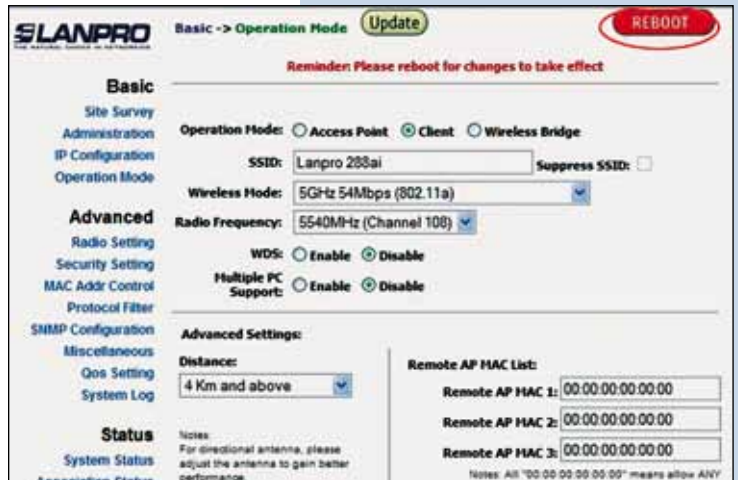 LANPRO
THE NATURAL CHOICE IN NETWORKING
Basic -> Operation Mode
Update
REBOOT
Reminder: Please reboot for changes to take effect
Basic
Site Survey
Administration
IP Configuration
Operation Mode
Advanced
Radio Setting
Security Setting
MAC Addr Control
Protocol Filter
SNMP Configuration
Miscellaneous
Qos Setting
System Log
Status
System Status
Association Status
Operation Mode: Access Point Client Wireless Bridge
SSID: Lanpro 288ai Suppress SSID:
Wireless Mode: 5GHz 54Mbps (802.11a)
Radio Frequency: 5540MHz (Channel 108)
WDS: Enable Disable
Multiple PC
Support: Enable Disable
Advanced Settings:
Distance:
4 Km and above
Notes:
For directional antenna, please
adjust the antenna to gain better
performance
Remote AP MAC List:
Remote AP MAC 1: 00:00:00:00:00:00
Remote AP MAC 2: 00:00:00:00:00:00
Remote AP MAC 3: 00:00:00:00:00:00
Notes: All "00:00:00:00:00:00" means allow ANY